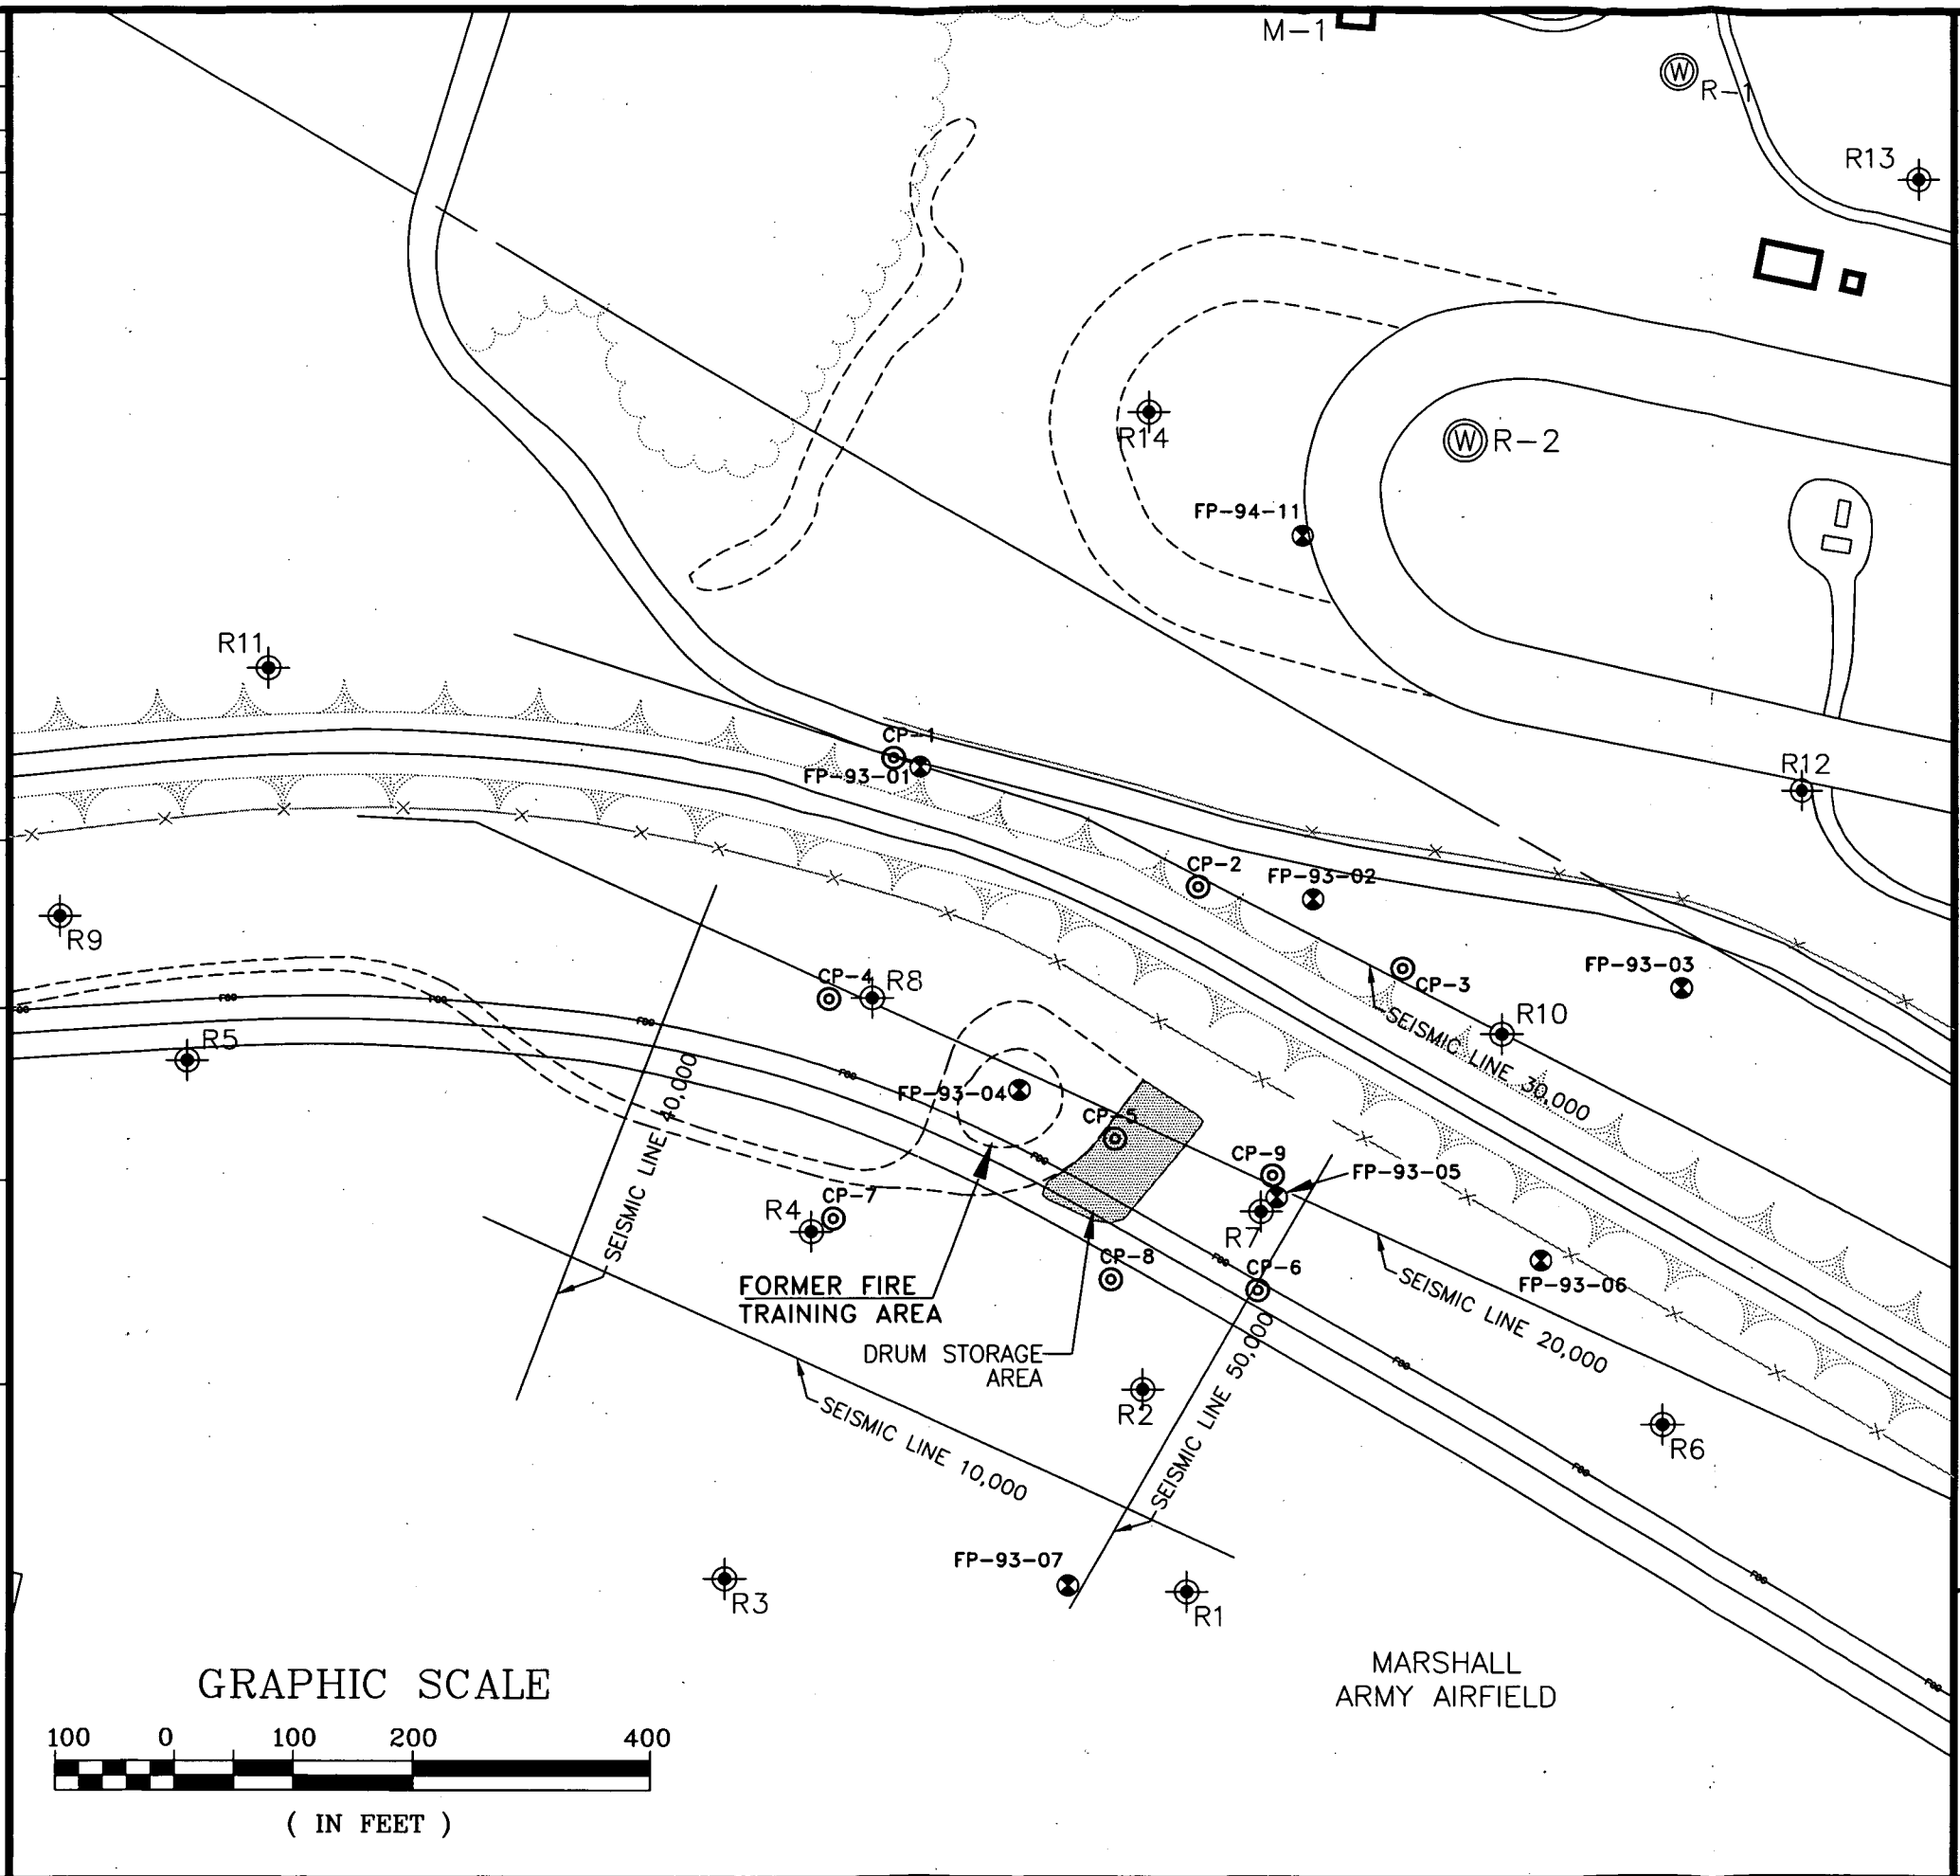 M-1
W
R-1
R13
R14
W
R-2
FP-94-11
R11
CP-1
FP-93-01
R12
CP-2
FP-93-02
R9
CP-4
R8
CP-3
FP-93-03
R10
SEISMIC LINE 30,000
R5
SEISMIC LINE 40,000
FP-93-04
CP-5
CP-9
FP-93-05
R4
CP-7
R7
CP-8
CP-6
FP-93-06
SEISMIC LINE 20,000
FORMER FIRE
TRAINING AREA
DRUM STORAGE
AREA
SEISMIC LINE 50,000
R2
R6
SEISMIC LINE 10,000
FP-93-07
R3
R1
MARSHALL
ARMY AIRFIELD
GRAPHIC SCALE
100 0 100 200 400
( IN FEET )